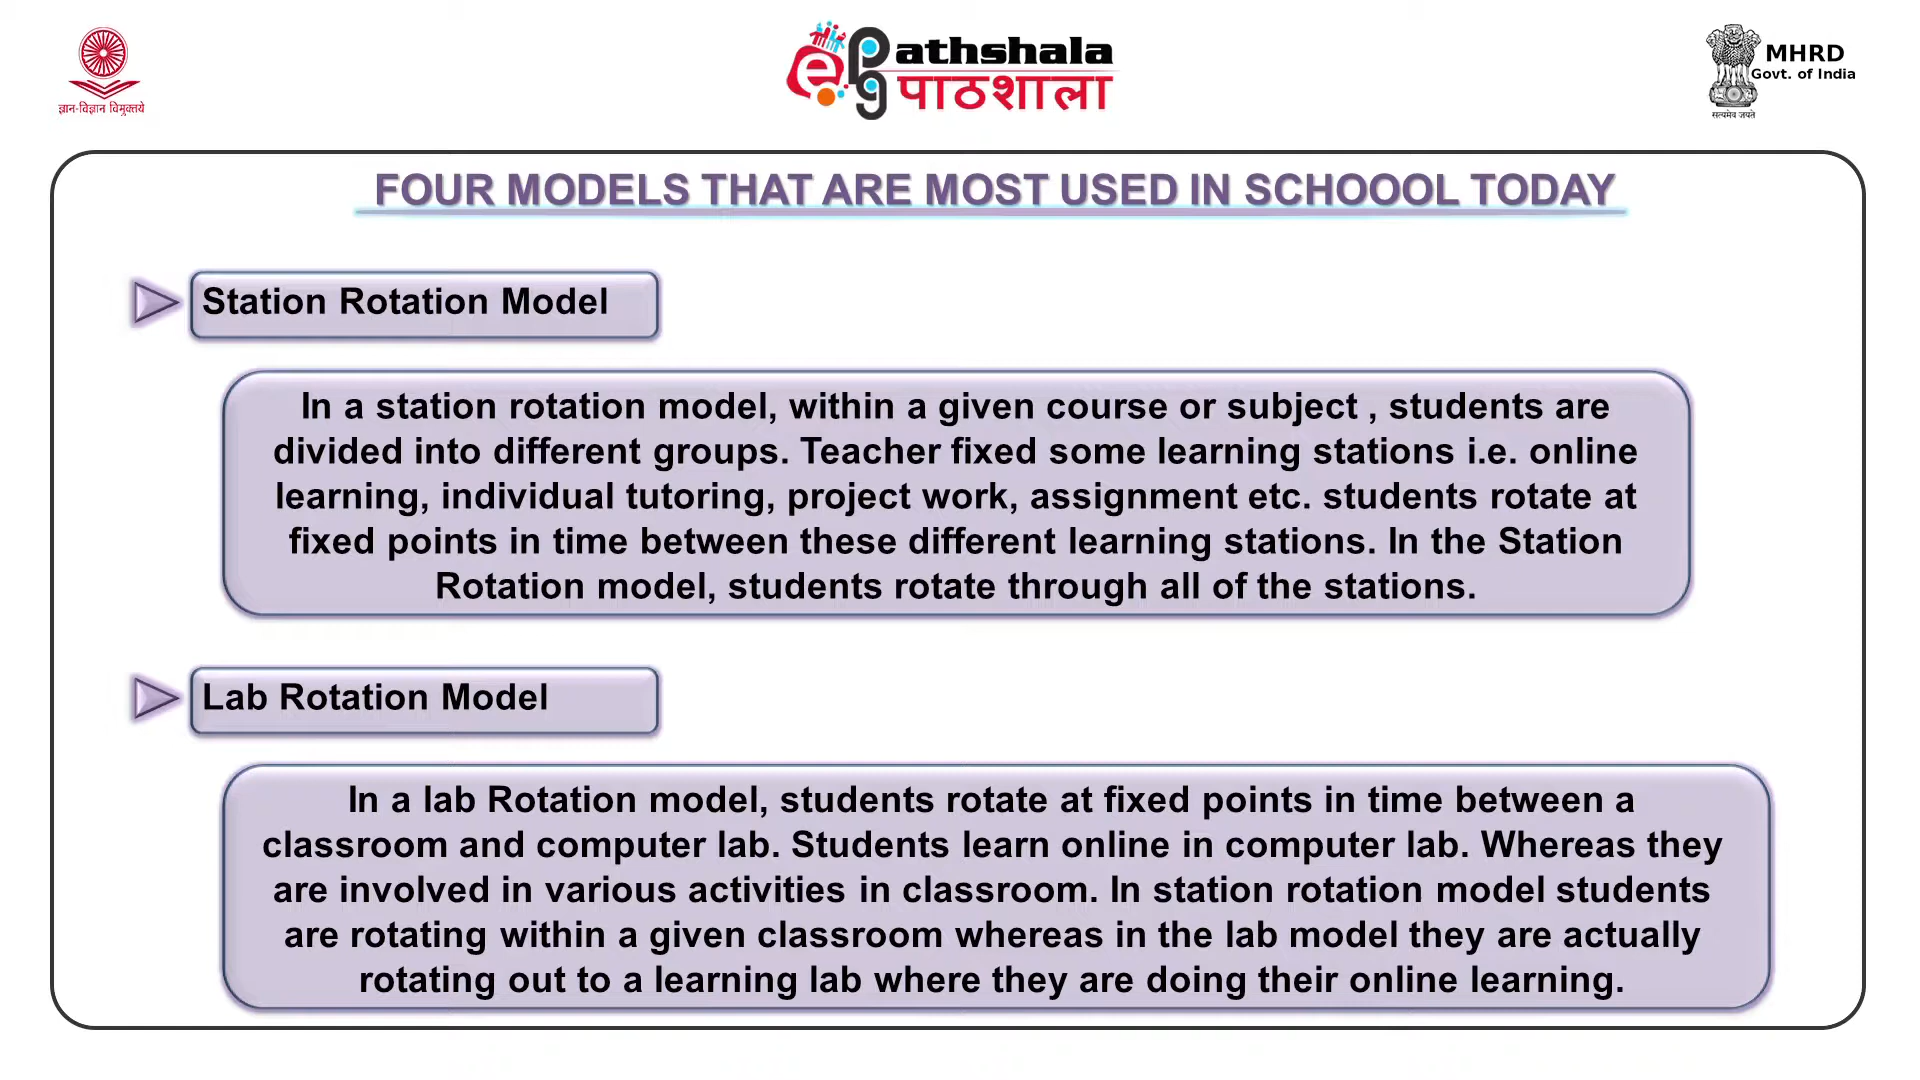 ज्ञान-विज्ञान विमुक्तये
ePG Pathshala
पाठशाला
MHRD
Govt. of India
सत्यमेव जयते
FOUR MODELS THAT ARE MOST USED IN SCHOOOL TODAY
Station Rotation Model
In a station rotation model, within a given course or subject , students are
divided into different groups. Teacher fixed some learning stations i.e. online
learning, individual tutoring, project work, assignment etc. students rotate at
fixed points in time between these different learning stations. In the Station
Rotation model, students rotate through all of the stations.
Lab Rotation Model
In a lab Rotation model, students rotate at fixed points in time between a
classroom and computer lab. Students learn online in computer lab. Whereas they
are involved in various activities in classroom. In station rotation model students
are rotating within a given classroom whereas in the lab model they are actually
rotating out to a learning lab where they are doing their online learning.